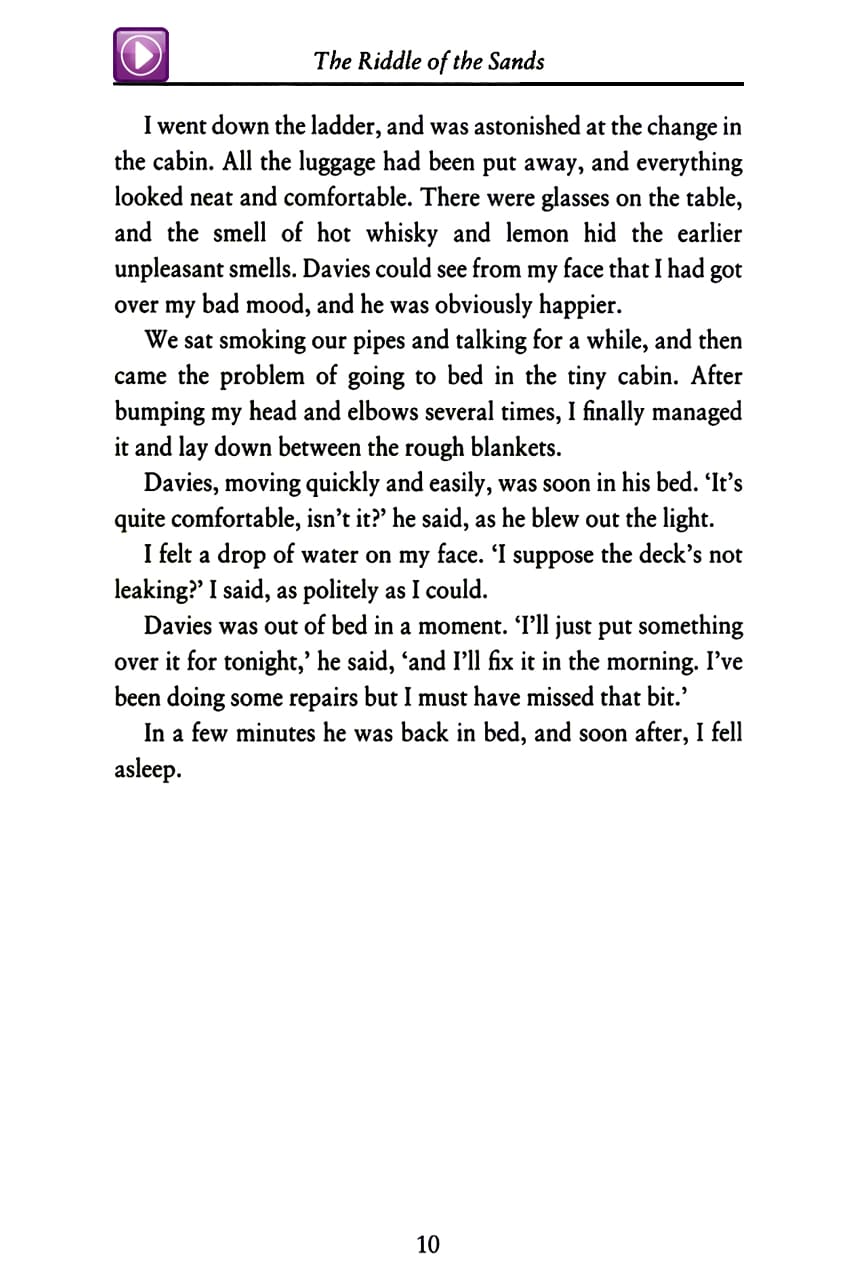 The Riddle of the Sands
I went down the ladder, and was astonished at the change in
the cabin. All the luggage had been put away, and everything
looked neat and comfortable. There were glasses on the table,
and the smell of hot whisky and lemon hid the earlier
unpleasant smells. Davies could see from my face that I had got
over my bad mood, and he was obviously happier.
We sat smoking our pipes and talking for a while, and then
came the problem of going to bed in the tiny cabin. After
bumping my head and elbows several times, I finally managed
it and lay down between the rough blankets.
Davies, moving quickly and easily, was soon in his bed. ‘It’s
quite comfortable, isn’t it?’ he said, as he blew out the light.
I felt a drop of water on my face. ‘I suppose the deck’s not
leaking?’ I said, as politely as I could.
Davies was out of bed in a moment. ‘I’ll just put something
over it for tonight,’ he said, ‘and I’ll fix it in the morning. I’ve
been doing some repairs but I must have missed that bit.’
In a few minutes he was back in bed, and soon after, I fell
asleep.
10